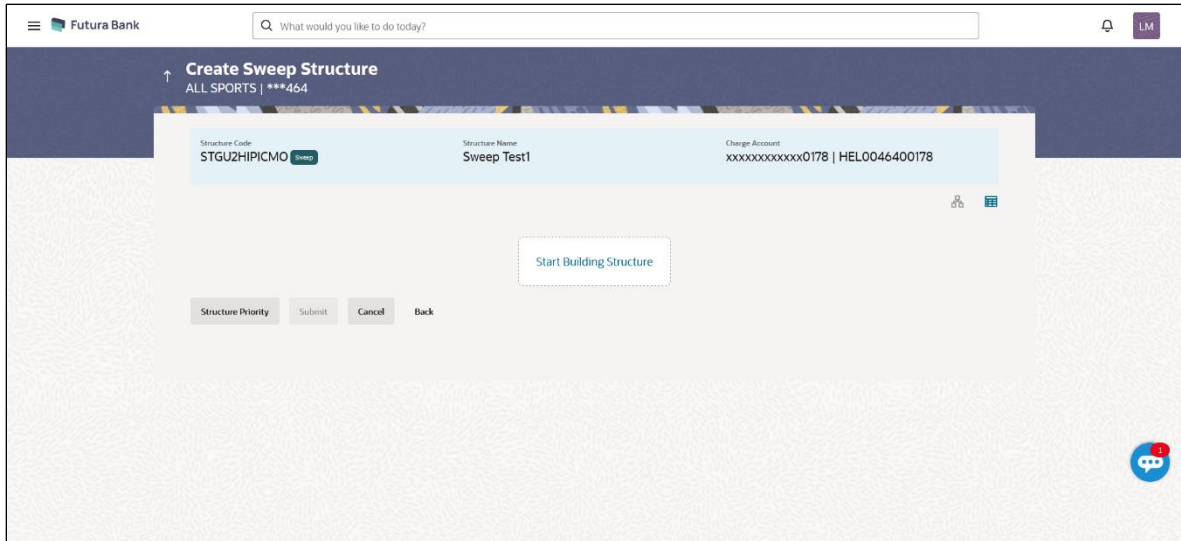 Futura Bank
What would you like to do today?
LM
Create Sweep Structure
ALL SPORTS | ***464
Structure Code
Structure Name
Charge Account
STGU2HIPICMO Sweep
Sweep Test1
xxxxxxxxxxxx0178 | HEL0046400178
Start Building Structure
Structure Priority
Submit
Cancel
Back
1